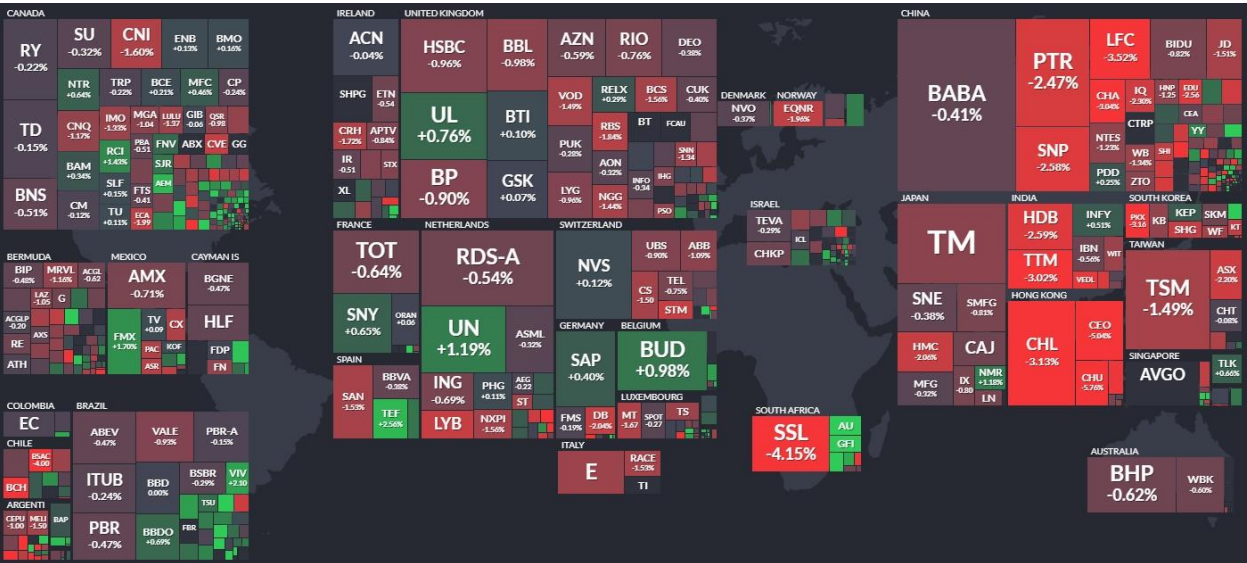 CANADA
RY
-0.22%
SU
-0.32%
CNI
-1.60%
ENB
+0.13%
BMO
+0.16%
NTR
+0.64%
TRP
-0.22%
BCE
+0.21%
MFC
+0.46%
CP
-0.24%
TD
-0.15%
CNQ
-1.17%
IMO
-1.23%
MGA
-1.04
LULU
-1.37
GIB
-0.06
QSR
-0.98
RCI
+1.43%
PBA
-0.51
FNV
ABX
CVE
GG
BAM
+0.34%
SJR
SLF
+0.15%
FTS
-0.41
AEM
BNS
-0.51%
CM
-0.12%
TU
+0.11%
ECA
-1.99
IRELAND
ACN
-0.04%
SHPG
ETN
-0.54
CRH
-1.72%
APTV
-0.84%
IR
-0.51
STX
XL
UNITED KINGDOM
HSBC
-0.96%
BBL
-0.98%
AZN
-0.59%
RIO
-0.76%
DEO
-0.38%
UL
+0.76%
BTI
+0.10%
VOD
-1.49%
RELX
+0.29%
BCS
-1.56%
CUK
-0.40%
RBS
-1.84%
BT
FCAU
PUK
-0.28%
AON
-0.32%
SNN
-1.34
BP
-0.90%
GSK
+0.07%
LYG
-0.96%
NGG
-1.44%
INFO
-0.34
IHG
PSO
DENMARK
NVO
-0.37%
NORWAY
EQNR
-1.96%
CHINA
BABA
-0.41%
PTR
-2.47%
LFC
-3.52%
BIDU
-0.82%
JD
-1.51%
SNP
-2.58%
CHA
-3.04%
IQ
-2.30%
HNP
-1.25
EDU
-2.56
CTRP
CEA
YY
NTES
-1.23%
WB
-1.34%
SHI
PDD
+0.25%
ZTO
BERMUDA
BIP
-0.48%
MRVL
-1.16%
ACGL
-0.62
LAZ
-1.05
G
ACGLP
-0.20
AXS
RE
ATH
MEXICO
AMX
-0.71%
FMX
+1.70%
TV
+0.09
CX
PAC
KOF
ASR
CAYMAN IS
BGNE
-0.47%
HLF
FDP
FN
FRANCE
TOT
-0.64%
SNY
+0.65%
ORAN
+0.06
NETHERLANDS
RDS-A
-0.54%
UN
+1.19%
ASML
-0.32%
ING
-0.69%
PHG
+0.11%
AEG
-0.22
ST
LYB
NXPI
-1.56%
SWITZERLAND
NVS
+0.12%
UBS
-0.90%
ABB
-1.09%
CS
-1.50
TEL
-0.75%
STM
GERMANY
SAP
+0.40%
FMS
-0.19%
DB
-2.04%
BELGIUM
BUD
+0.98%
LUXEMBOURG
MT
-1.67
SPOT
-0.27
TS
SPAIN
SAN
-1.53%
BBVA
-0.38%
TEF
+2.56%
ITALY
E
RACE
-1.53%
TI
ISRAEL
TEVA
-0.29%
ICL
CHKP
JAPAN
TM
SNE
-0.38%
SMFG
-0.81%
HMC
-2.06%
CAJ
MFG
-0.32%
IX
-0.80
NMR
+1.18%
LN
INDIA
HDB
-2.59%
INFY
+0.51%
TTM
-3.02%
IBN
-0.56%
WIT
VEDL
HONG KONG
CHL
-3.13%
CEO
-5.04%
CHU
-5.76%
SOUTH KOREA
PKX
-3.16
KB
KEP
SKM
SHG
WF
KT
TAIWAN
TSM
-1.49%
ASX
-2.20%
CHT
-0.08%
SINGAPORE
AVGO
TLK
+0.66%
COLOMBIA
EC
CHILE
BSAC
-4.00
BCH
ARGENTI
CEPU
-1.00
MELI
-1.50
BAP
BRAZIL
ABEV
-0.47%
VALE
-0.93%
PBR-A
-0.15%
ITUB
-0.24%
BBD
0.00%
BSBR
-0.29%
VIV
+2.10
TSU
PBR
-0.47%
BBDO
+0.69%
FBR
SOUTH AFRICA
SSL
-4.15%
AU
GFI
AUSTRALIA
BHP
-0.62%
WBK
-0.60%